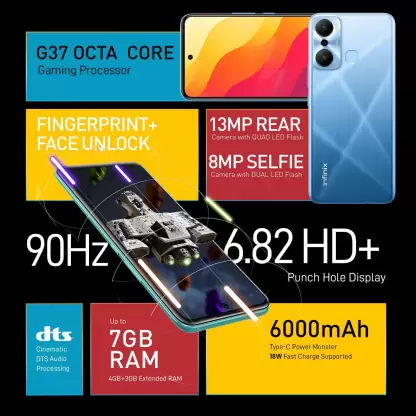 G37 OCTA CORE
Gaming Processor
FINGERPRINT+
FACE UNLOCK
13MP REAR
Camera with QUAD LED Flash
8MP SELFIE
Camera with DUAL LED Flash
Infinix
90Hz
6.82 HD+
Punch Hole Display
dts
Cinematic
DTS Audio
Processing
Up to
7GB
RAM
4GB+3GB Extended RAM
6000mAh
Type-C Power Monster
18W Fast Charge Supported